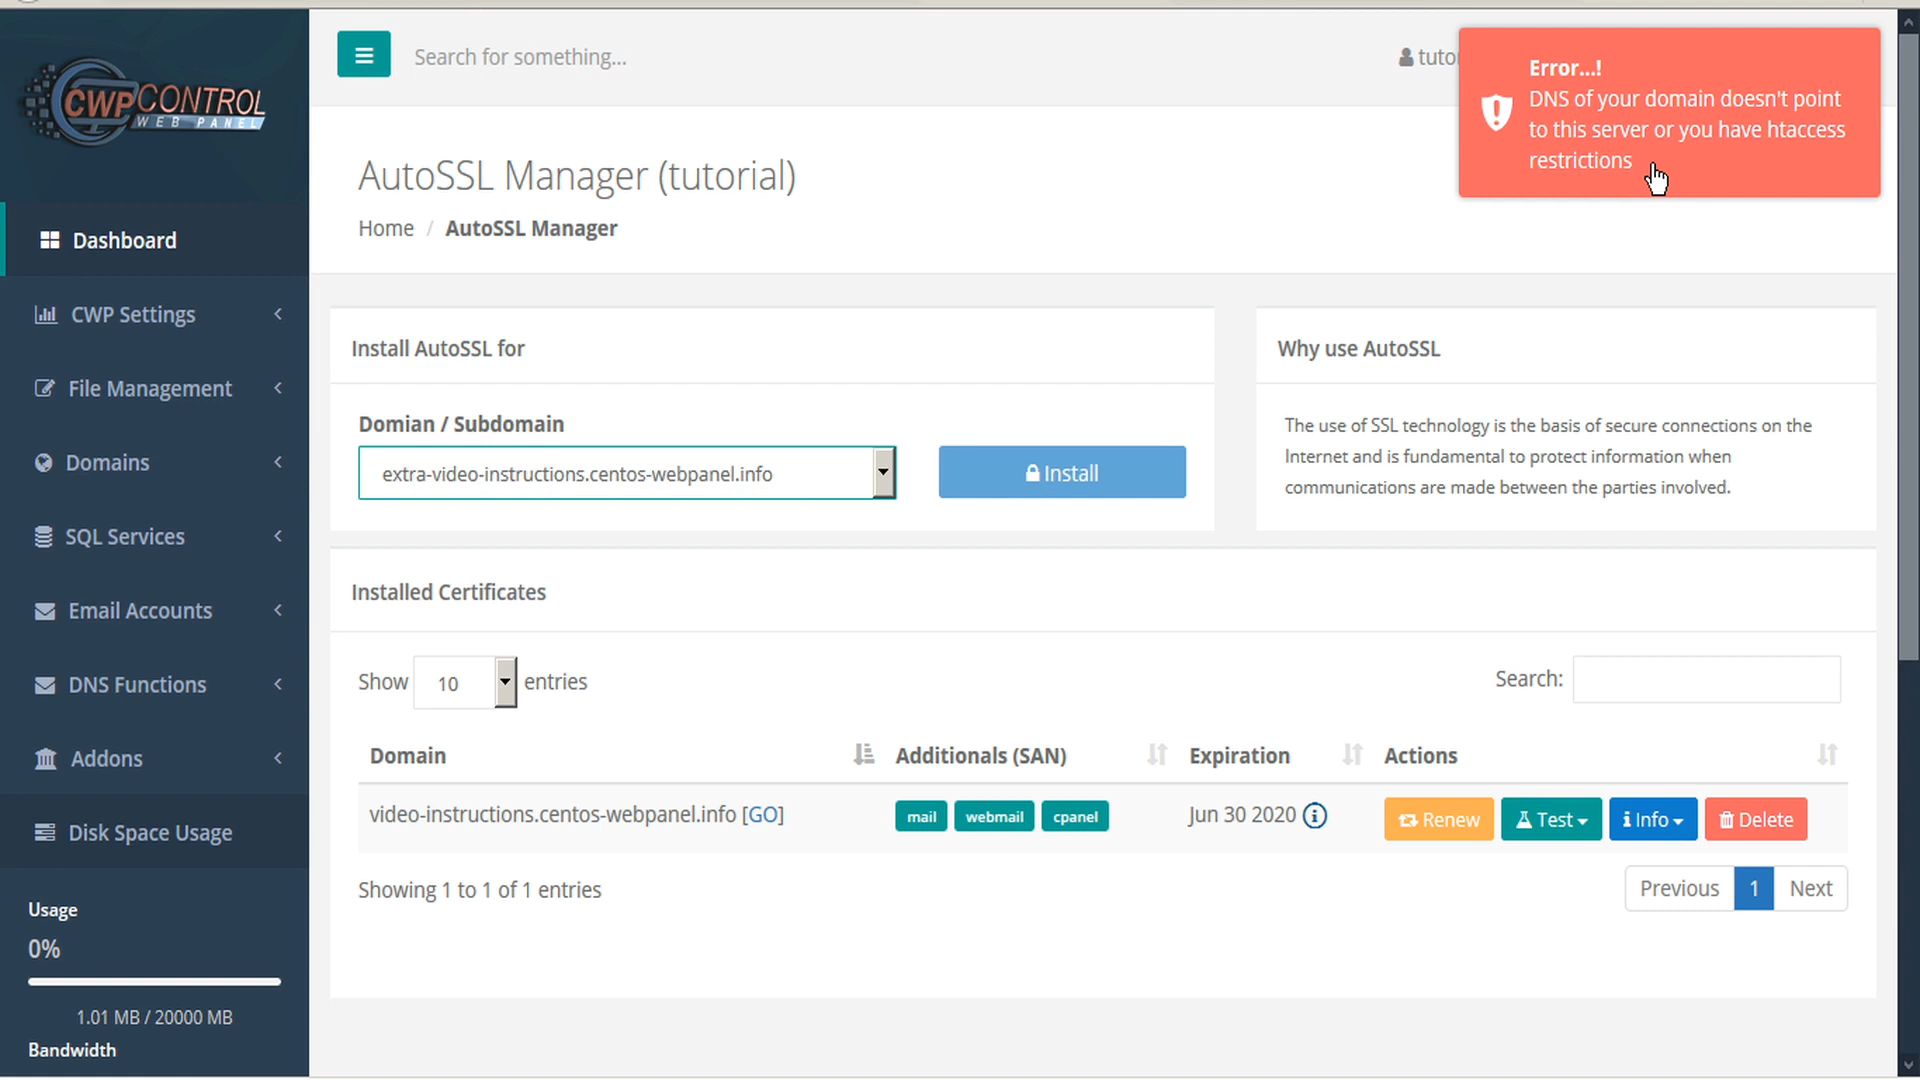 CWPCONTROL
WEB PANEL
Search for something...
tuto
Error...!
DNS of your domain doesn't point
to this server or you have htaccess
restrictions
AutoSSL Manager (tutorial)
Home / AutoSSL Manager
Dashboard
CWP Settings
File Management
Domains
SQL Services
Email Accounts
DNS Functions
Addons
Disk Space Usage
Usage
0%
1.01 MB / 20000 MB
Bandwidth
Install AutoSSL for
Domian / Subdomain
extra-video-instructions.centos-webpanel.info
Install
Why use AutoSSL
The use of SSL technology is the basis of secure connections on the
Internet and is fundamental to protect information when
communications are made between the parties involved.
Installed Certificates
Show 10 entries
Search:
Domain Additionals (SAN) Expiration Actions
video-instructions.centos-webpanel.info [GO] mail webmail cpanel Jun 30 2020 Renew Test Info Delete
Showing 1 to 1 of 1 entries
Previous 1 Next